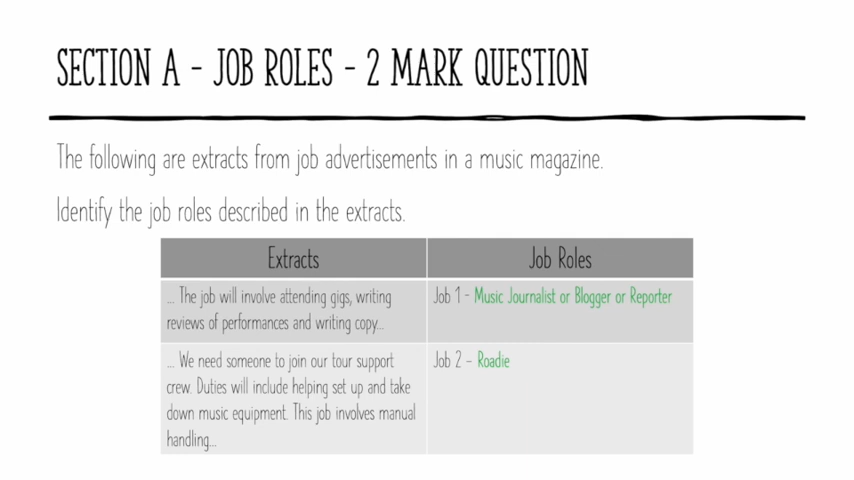 SECTION A - JOB ROLES - 2 MARK QUESTION
The following are extracts from job advertisements in a music magazine.
Identify the job roles described in the extracts.
Extracts
Job Roles
... The job will involve attending gigs, writing
reviews of performances and writing copy...
Job 1 - Music Journalist or Blogger or Reporter
... We need someone to join our tour support
crew. Duties will include helping set up and take
down music equipment. This job involves manual
handling...
Job 2 – Roadie